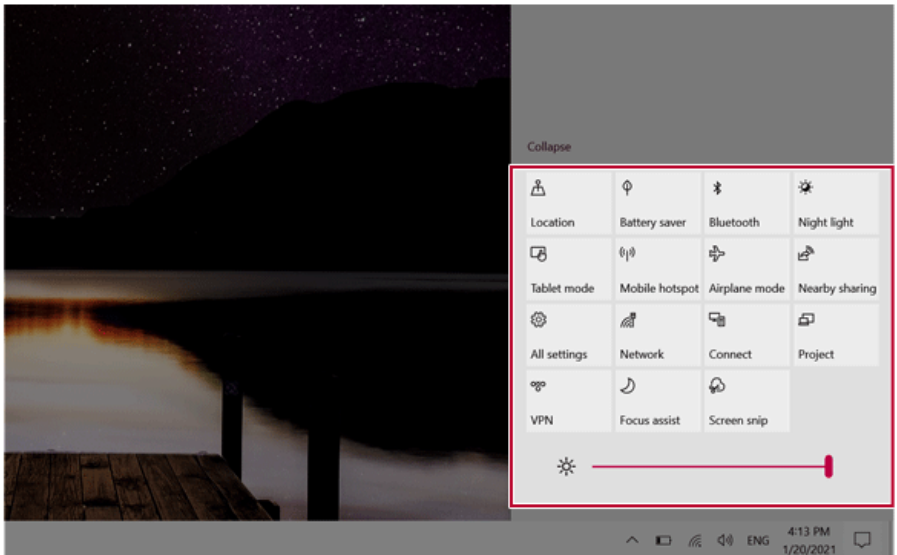 Collapse
Location Battery saver Bluetooth Night light
Tablet mode Mobile hotspot Airplane mode Nearby sharing
All settings Network Connect Project
VPN Focus assist Screen snip
ENG 4:13 PM
1/20/2021